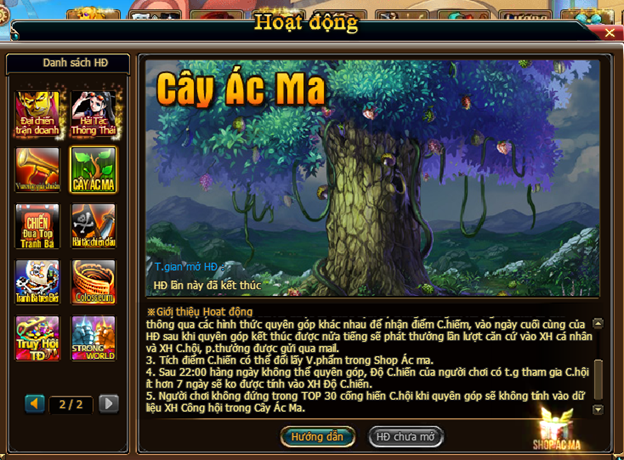 Hoạt động
Danh sách HĐ
Đại chiến trận doanh
Hải Tặc Thông Thái
CÂY ÁC MA
CHIẾN
Đua Top Tranh Bá
Hải tặc chiến đấu
Colosseum
Truy Hồi TĐ
STRONG WORLD
2 / 2
Cây Ác Ma
T.gian mở HĐ
HĐ lần này đã kết thúc
※Giới thiệu Hoạt động
thông qua các hình thức quyên góp khác nhau để nhận điểm C.hiếm, vào ngày cuối cùng của
HĐ sau khi quyên góp kết thúc được nửa tiếng sẽ phát thưởng lần lượt căn cứ vào XH cá nhân
và XH C.hội, p.thưởng được gửi qua mail.
3. Tích điểm C.hiến có thể đổi lấy V.phẩm trong Shop Ác ma.
4. Sau 22:00 hàng ngày không thể quyên góp, Độ C.hiến của người chơi có t.g tham gia C.hội
ít hơn 7 ngày sẽ ko được tính vào XH Độ C.hiến.
5. Người chơi không đứng trong TOP 30 cống hiến C.hội khi quyên góp sẽ không tính vào dữ
liệu XH Công hội trong Cây Ác Ma.
Hướng dẫn
HĐ chưa mở
SHOP ÁC MA